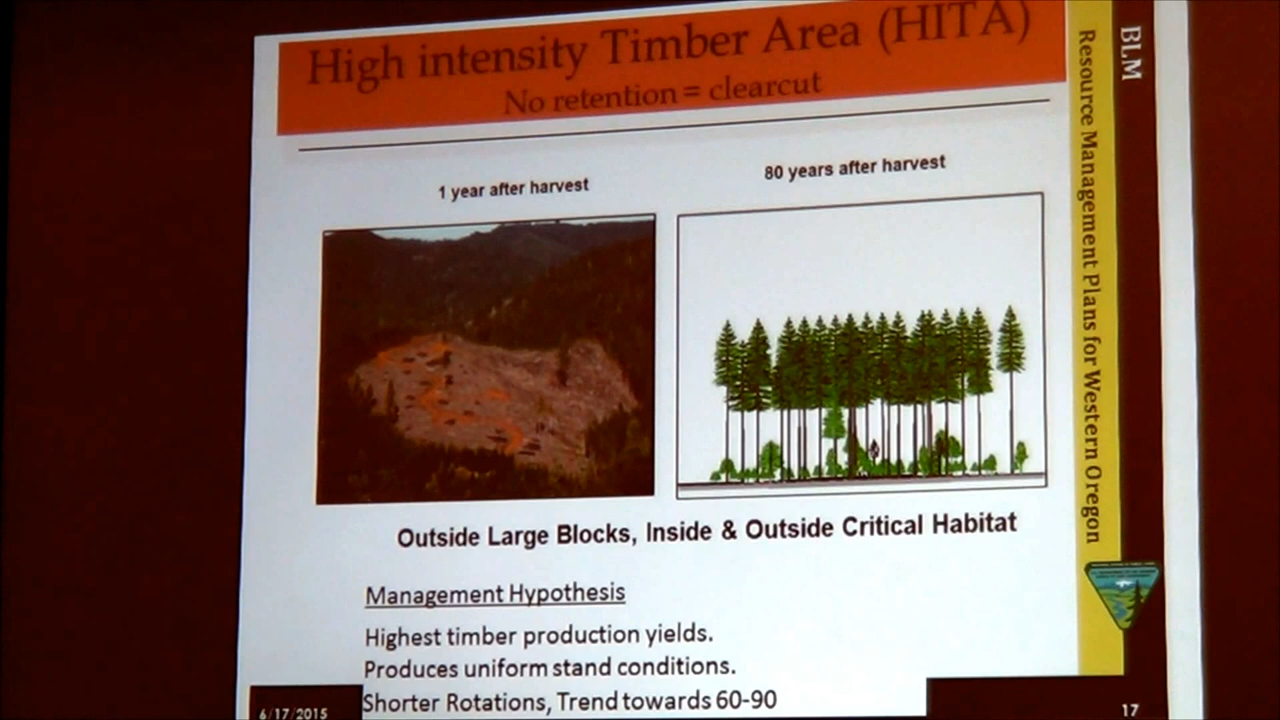 High intensity Timber Area (HITA)
No retention = clearcut
1 year after harvest
80 years after harvest
Outside Large Blocks, Inside & Outside Critical Habitat
Management Hypothesis
Highest timber production yields.
Produces uniform stand conditions.
Shorter Rotations, Trend towards 60-90
6/17/2015
17
BLM
Resource Management Plans for Western Oregon